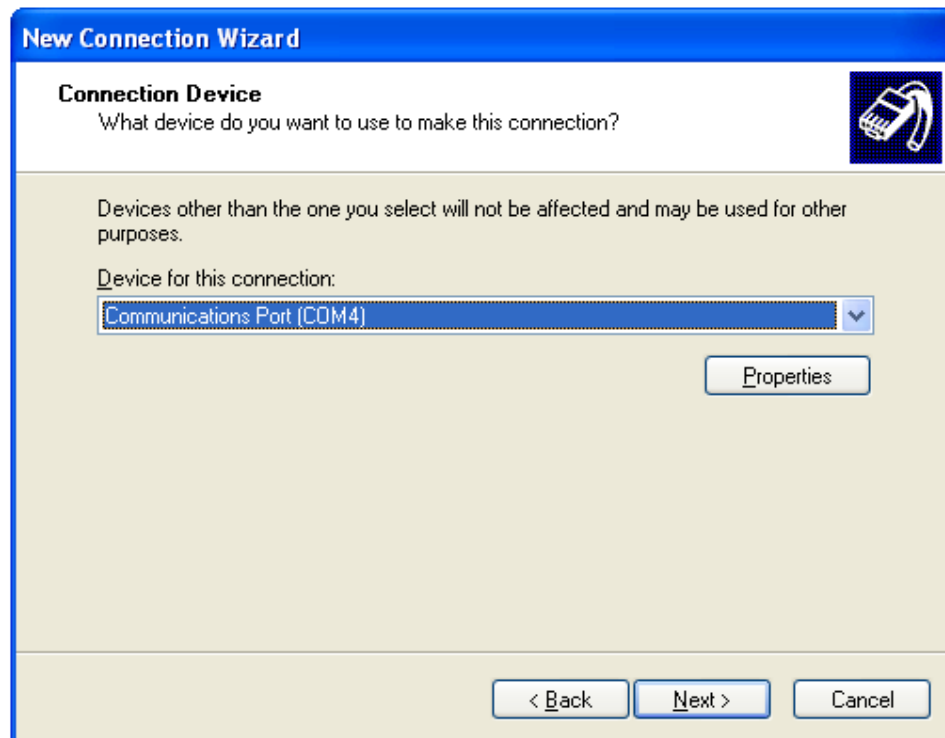 New Connection Wizard
Connection Device
What device do you want to use to make this connection?
Devices other than the one you select will not be affected and may be used for other
purposes.
Device for this connection:
Communications Port (COM4)
Properties
< Back Next > Cancel